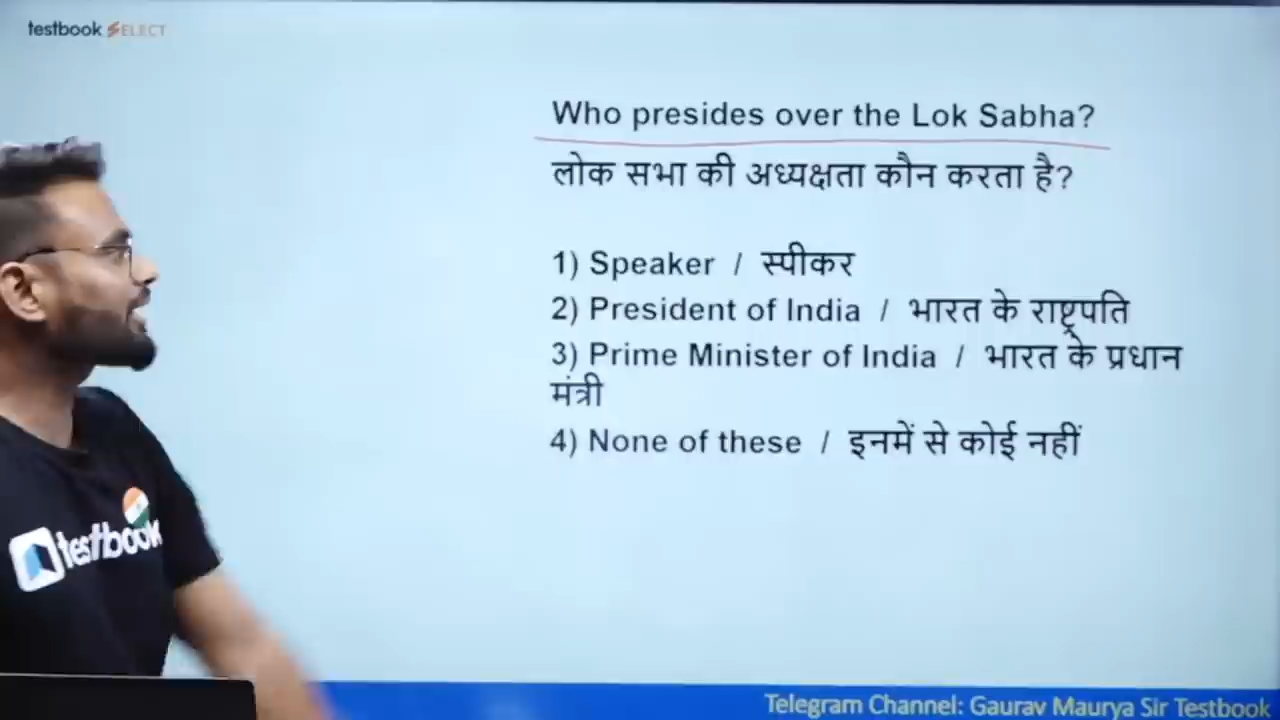 testbook SELECT
Who presides over the Lok Sabha?
लोक सभा की अध्यक्षता कौन करता है?
1) Speaker / स्पीकर
2) President of India / भारत के राष्ट्रपति
3) Prime Minister of India / भारत के प्रधान
मंत्री
4) None of these / इनमें से कोई नहीं
testbook
Telegram Channel: Gaurav Maurya Sir Testbook